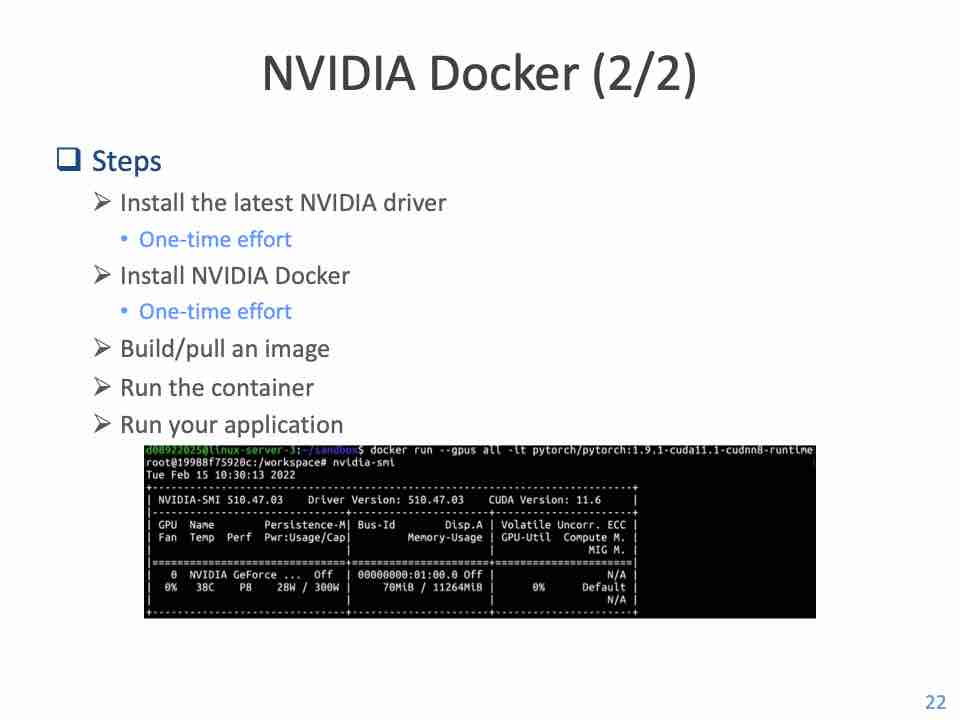 NVIDIA Docker (2/2)
Steps
Install the latest NVIDIA driver
One-time effort
Install NVIDIA Docker
One-time effort
Build/pull an image
Run the container
Run your application
d08922025@linux-server-3:~/sandbox$ docker run --gpus all -it pytorch/pytorch:1.9.1-cuda11.1-cudnn8-runtime
root@19988f75920c:/workspace# nvidia-smi
Tue Feb 15 10:30:13 2022
NVIDIA-SMI 510.47.03 Driver Version: 510.47.03 CUDA Version: 11.6
GPU Name Persistence-M| Bus-Id Disp.A | Volatile Uncorr. ECC
Fan Temp Perf Pwr:Usage/Cap| Memory-Usage | GPU-Util Compute M.
MIG M.
0 NVIDIA GeForce ... Off | 00000000:01:00.0 Off | N/A
0% 38C P8 28W / 300W | 70MiB / 11264MiB | 0% Default
N/A
22